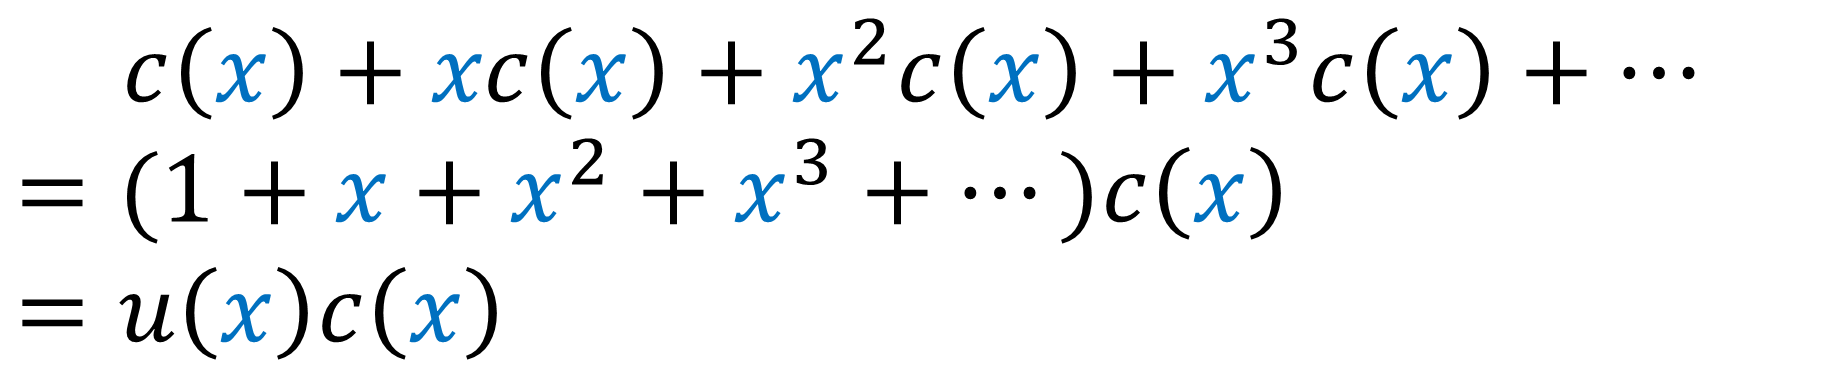 c(x) + xc(x) + x²c(x) + x³c(x) + ⋯
= (1 + x + x² + x³ + ⋯ )c(x)
= u(x)c(x)